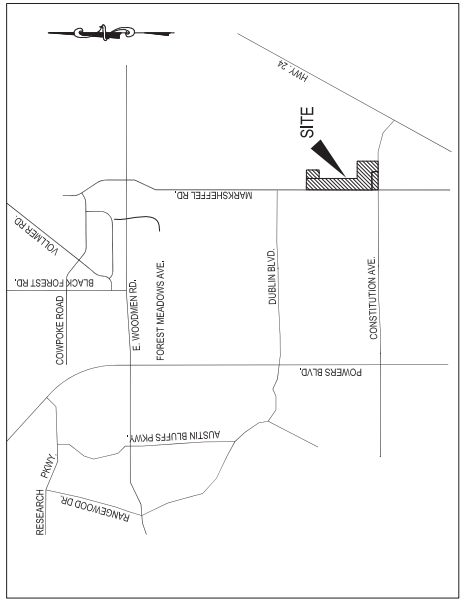 HWY. 24
SITE
MARKSHEFFEL RD.
VOLLMER RD.
BLACK FOREST RD.
COWPOKE ROAD
E. WOODMEN RD.
FOREST MEADOWS AVE.
DUBLIN BLVD.
CONSTITUTION AVE.
POWERS BLVD.
AUSTIN BLUFFS PKWY.
RESEARCH PKWY.
RANGEWOOD DR.